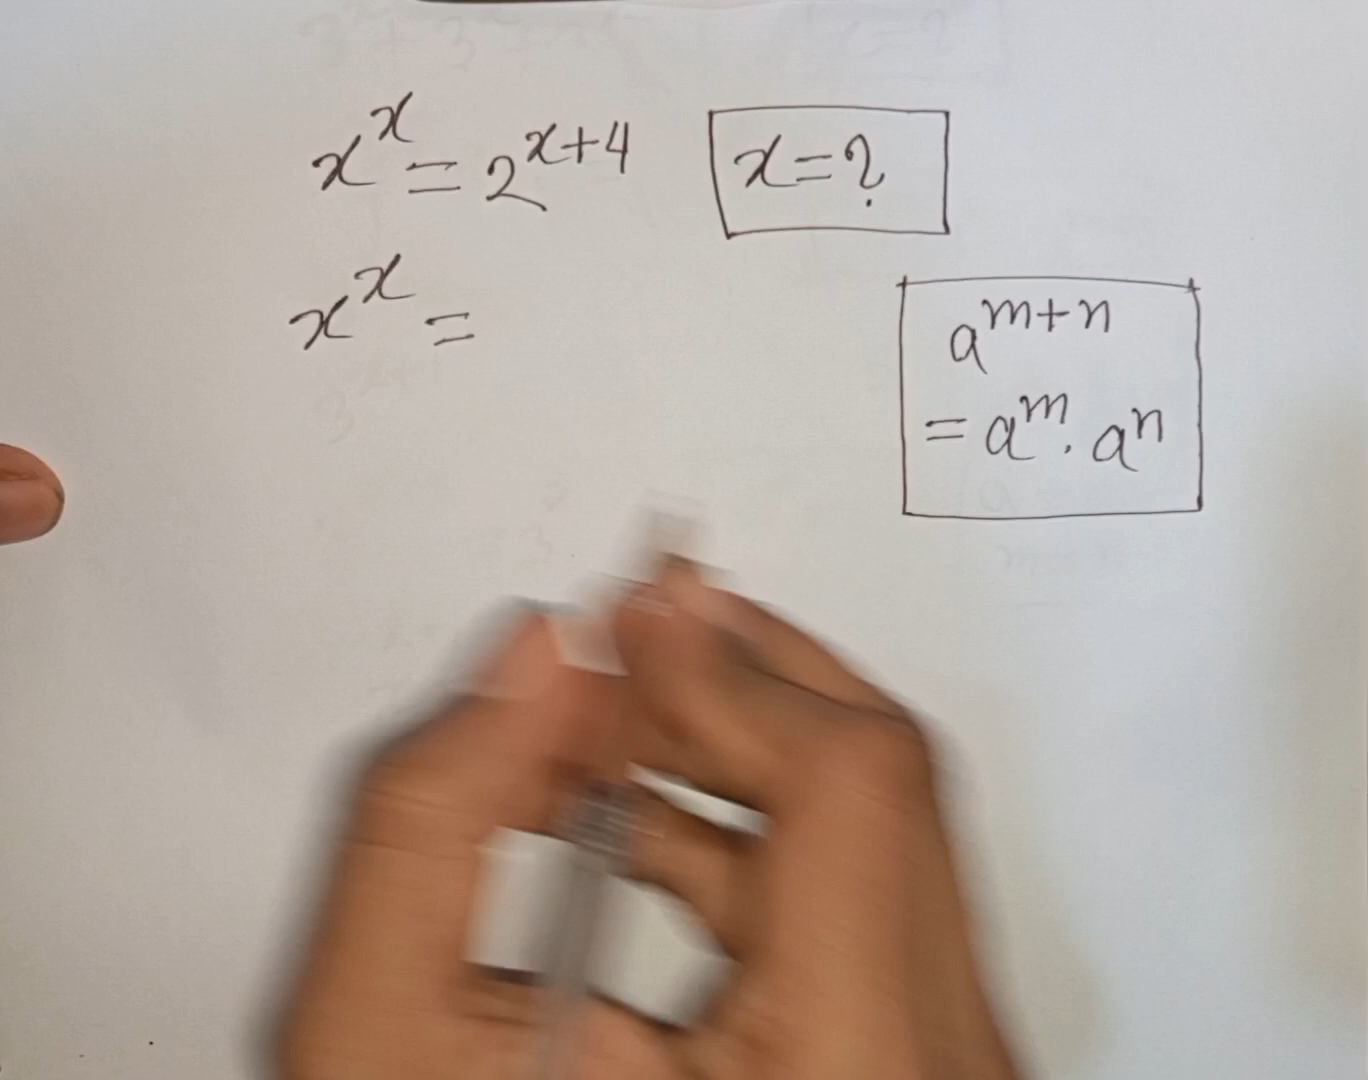 x^x = 2^{x+4}
x = ?
x^x =
a^{m+n}
= a^m . a^n